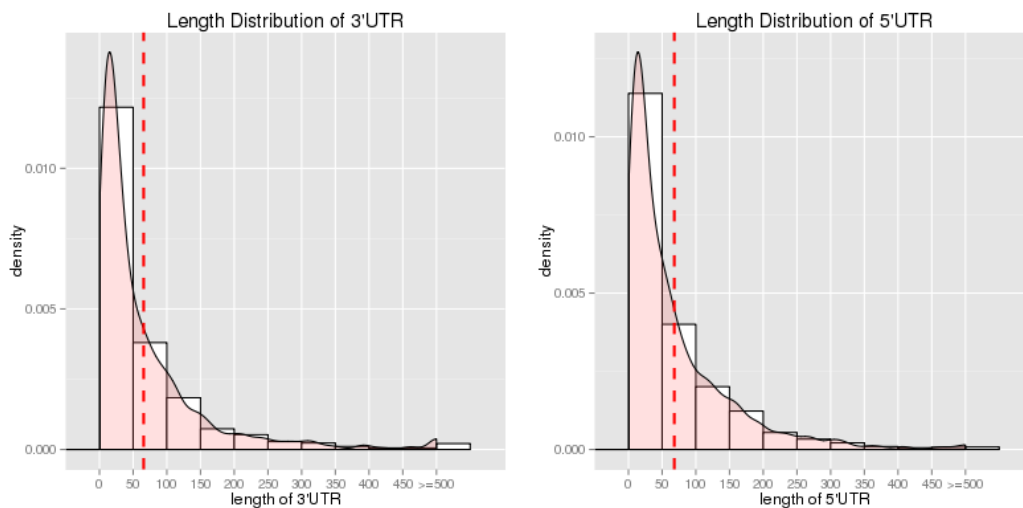 Length Distribution of 3'UTR
0.010
0.005
0.000
density
0 50 100 150 200 250 300 350 400 450 >=500
length of 3'UTR
Length Distribution of 5'UTR
0.010
0.005
0.000
density
0 50 100 150 200 250 300 350 400 450 >=500
length of 5'UTR